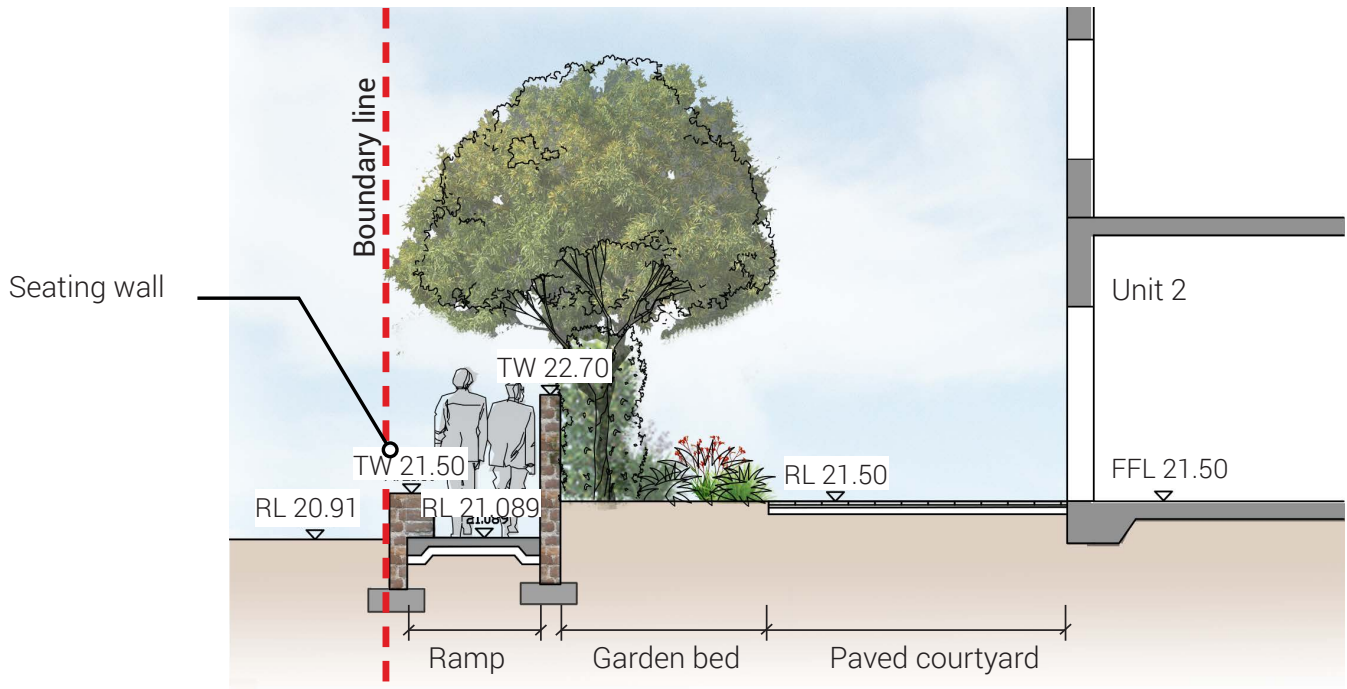 Boundary line
Seating wall
Unit 2
TW 22.70
TW 21.50
RL 21.50
FFL 21.50
RL 20.91
RL 21.089
Ramp
Garden bed
Paved courtyard